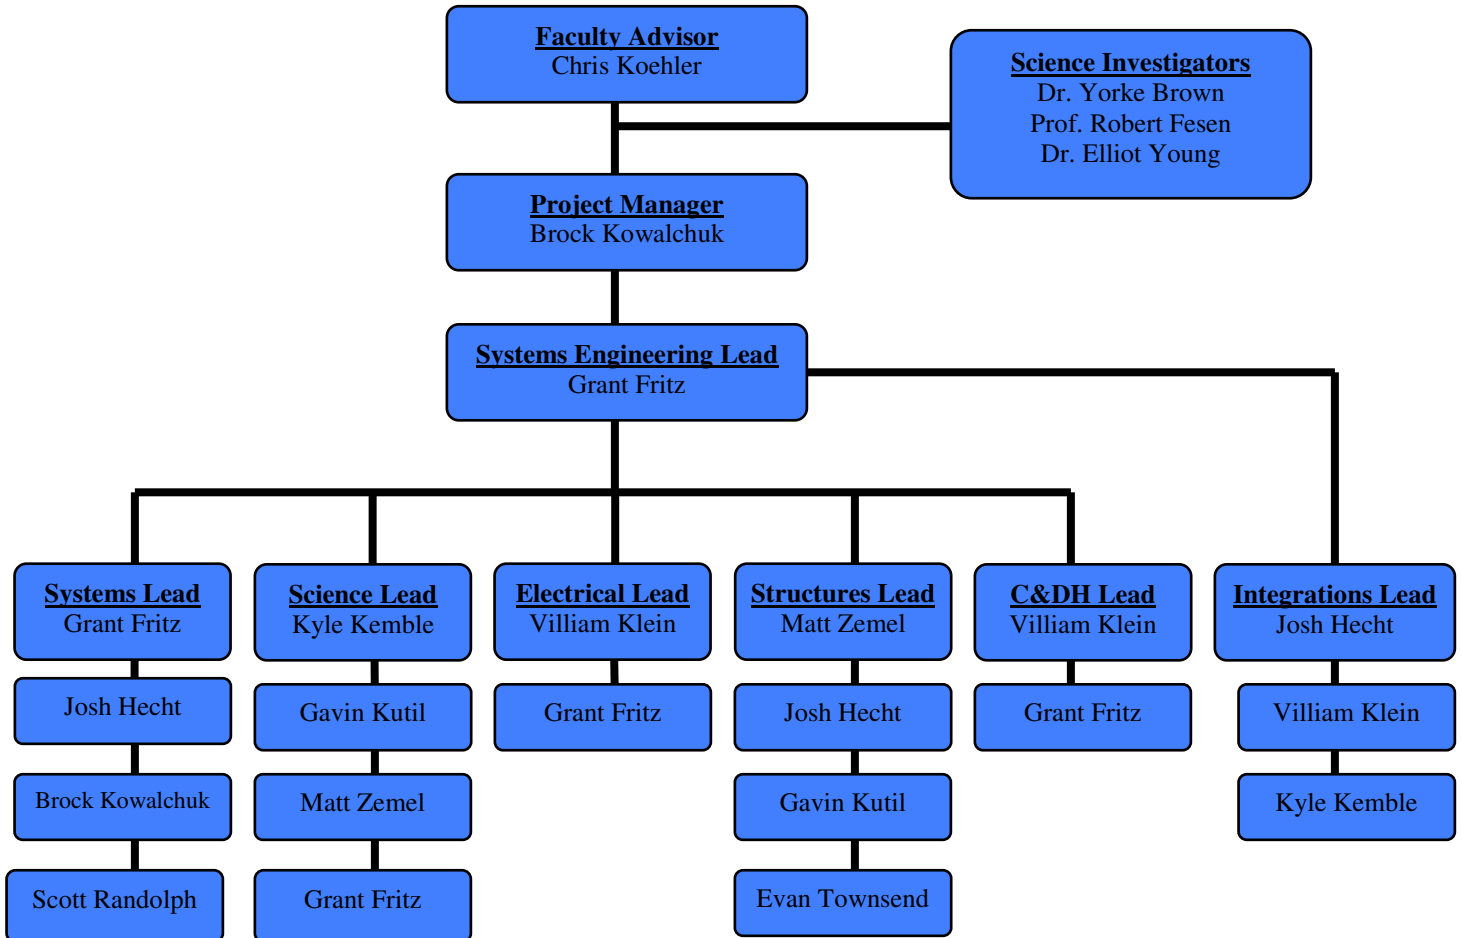 Faculty Advisor
Chris Koehler
Science Investigators
Dr. Yorke Brown
Prof. Robert Fesen
Dr. Elliot Young
Project Manager
Brock Kowalchuk
Systems Engineering Lead
Grant Fritz
Systems Lead
Grant Fritz
Josh Hecht
Brock Kowalchuk
Scott Randolph
Science Lead
Kyle Kemble
Gavin Kutil
Matt Zemel
Grant Fritz
Electrical Lead
Villiam Klein
Grant Fritz
Structures Lead
Matt Zemel
Josh Hecht
Gavin Kutil
Evan Townsend
C&DH Lead
Villiam Klein
Grant Fritz
Integrations Lead
Josh Hecht
Villiam Klein
Kyle Kemble